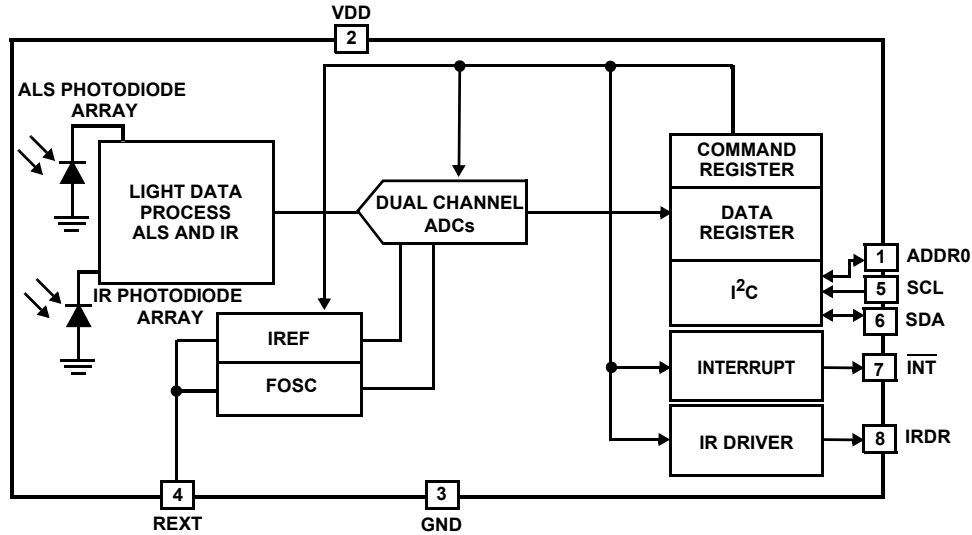 VDD
2
ALS PHOTODIODE
ARRAY
LIGHT DATA
PROCESS
ALS AND IR
DUAL CHANNEL
ADCs
COMMAND
REGISTER
DATA
REGISTER
I²C
1
ADDR0
5
SCL
6
SDA
IR PHOTODIODE
ARRAY
IREF
FOSC
INTERRUPT
7
INT
IR DRIVER
8
IRDR
4
REXT
3
GND